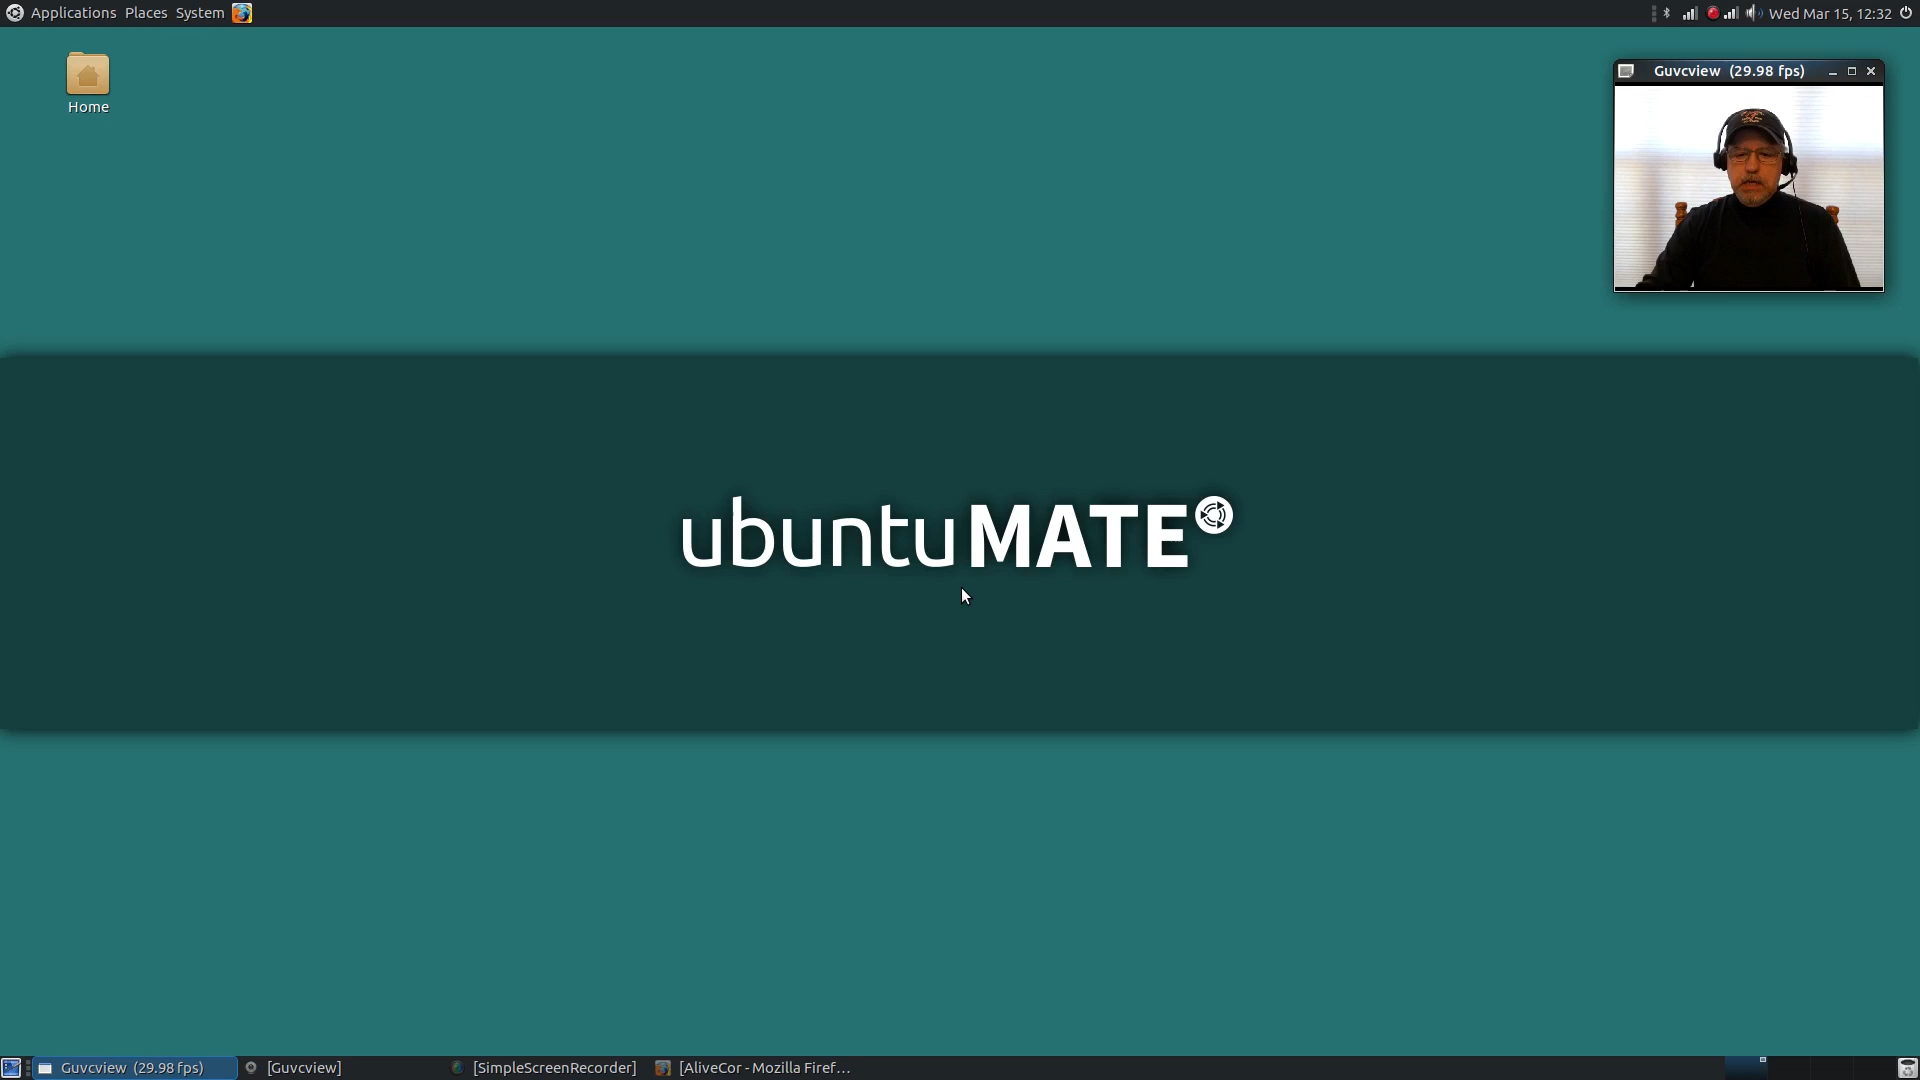 Applications Places System
Wed Mar 15, 12:32
Home
Guvcview (29.98 fps)
ubuntu MATE
Guvcview (29.98 fps)
[Guvcview]
[SimpleScreenRecorder]
[AliveCor - Mozilla Firef…